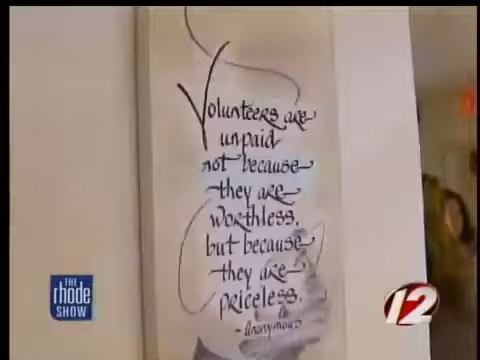 Volunteers are
unpaid
not because
they are
worthless,
but because
they are
priceless.
- Anonymous
THE
rhode
SHOW
12